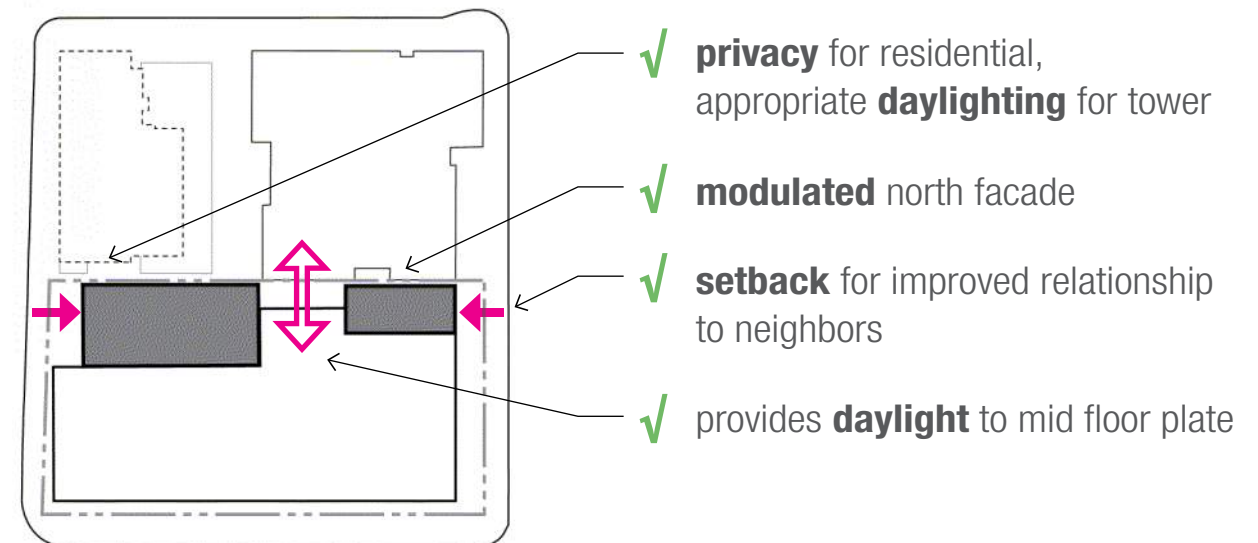 √ privacy for residential,
appropriate daylighting for tower
√ modulated north facade
√ setback for improved relationship
to neighbors
√ provides daylight to mid floor plate